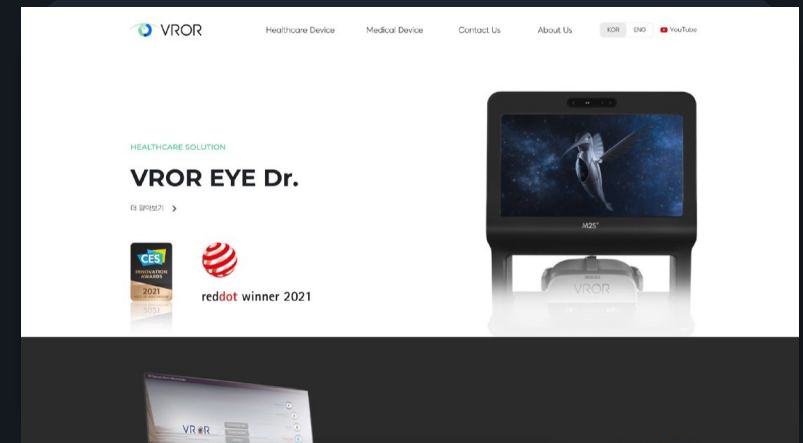 VROR
Healthcare Device
Medical Device
Contact Us
About Us
KOR
ENG
YouTube
HEALTHCARE SOLUTION
VROR EYE Dr.
더 알아보기
CES
INNOVATION
AWARDS
2021
reddot winner 2021
M2S
VROR
VROR